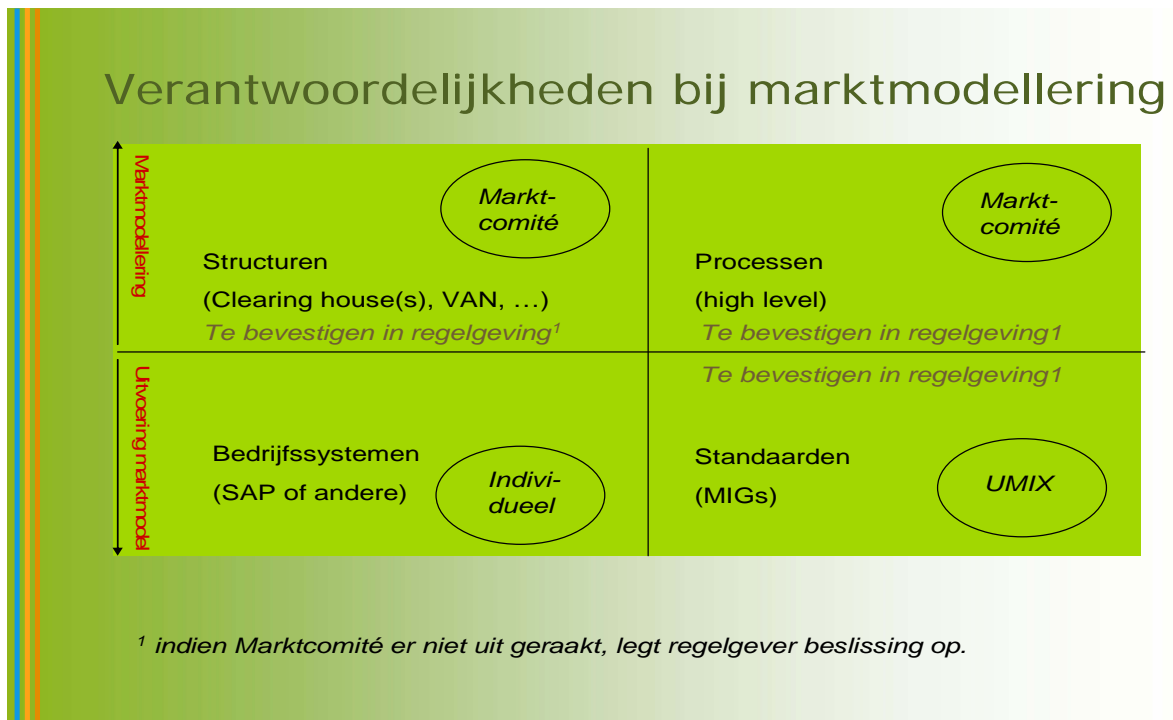 Verantwoordelijkheden bij marktmodellering
Marktmodellering
Markt-
comité
Structuren
(Clearing house(s), VAN, …)
Te bevestigen in regelgeving¹
Markt-
comité
Processen
(high level)
Te bevestigen in regelgeving1
Uitvoering marktmodel
Bedrijfssystemen
(SAP of andere)
Indivi-
dueel
Te bevestigen in regelgeving1
Standaarden
(MIGs)
UMIX
¹ indien Marktcomité er niet uit geraakt, legt regelgever beslissing op.